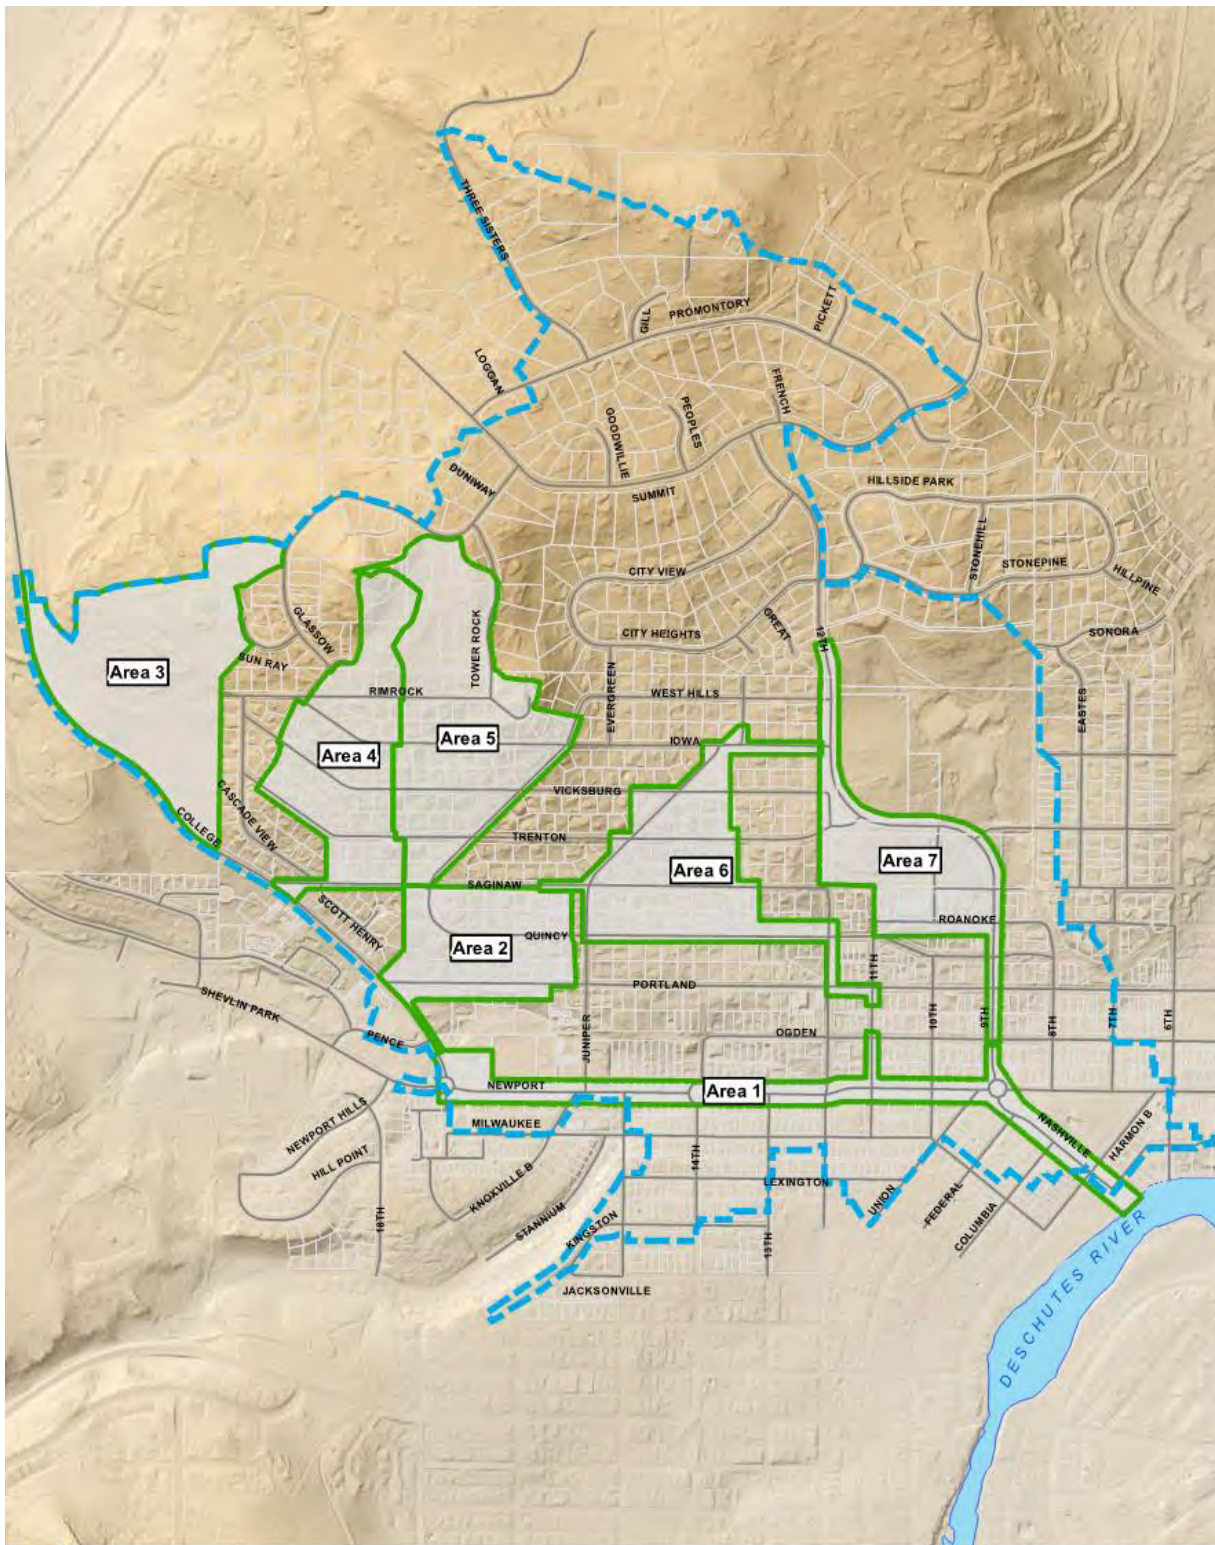 THREE SISTERS
GILL
PROMONTORY
PICKETT
LOGGAN
FRENCH
PEOPLES
GOODWILLIE
DUNIWAY
SUMMIT
HILLSIDE PARK
STONEHILL
STONEPINE
HILLPINE
CITY VIEW
GLASSOW
TOWER ROCK
CITY HEIGHTS
GREAT
12TH
SONORA
SUN RAY
Area 3
RIMROCK
EVERGREEN
WEST HILLS
EASTES
Area 4
Area 5
IOWA
VICKSBURG
CASCADE VIEW
COLLEGE
TRENTON
Area 6
Area 7
SAGINAW
SCOTT HENRY
ROANOKE
QUINCY
Area 2
11TH
PORTLAND
SHEVLIN PARK
10TH
9TH
8TH
7TH
6TH
PENCE
JUNIPER
OGDEN
NEWPORT
Area 1
NEWPORT HILLS
MILWAUKEE
NASHVILLE
HARMON B
HILL POINT
14TH
KNOXVILLE B
LEXINGTON
UNION
FEDERAL
COLUMBIA
18TH
STANNIUM
KINGSTON
13TH
JACKSONVILLE
DESCHUTES RIVER